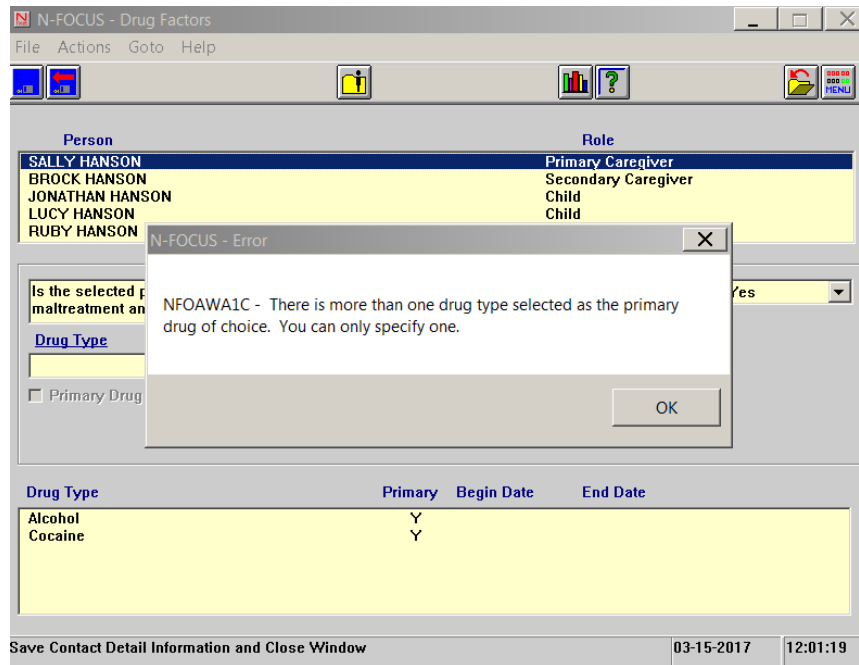 N-FOCUS - Drug Factors
File Actions Goto Help
MENU
Person Role
SALLY HANSON Primary Caregiver
BROCK HANSON Secondary Caregiver
JONATHAN HANSON Child
LUCY HANSON Child
RUBY HANSON
N-FOCUS - Error
NFOAWA1C - There is more than one drug type selected as the primary
drug of choice. You can only specify one.
OK
Is the selected
maltreatment an
Yes
Drug Type
Primary Drug
Drug Type Primary Begin Date End Date
Alcohol Y
Cocaine Y
Save Contact Detail Information and Close Window 03-15-2017 12:01:19